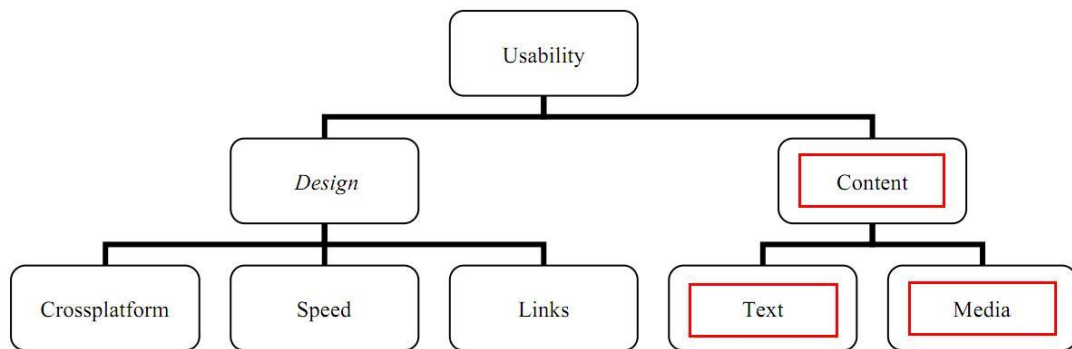 Usability
Design
Content
Crossplatform
Speed
Links
Text
Media